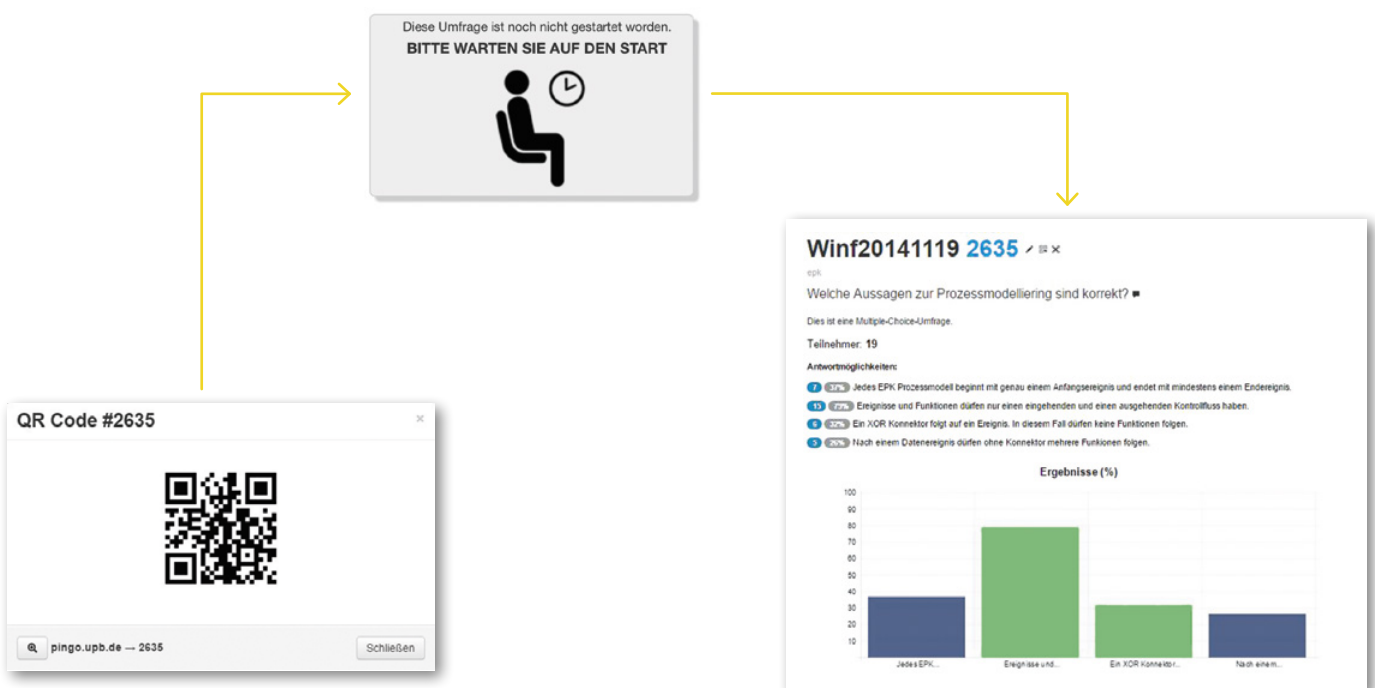 Diese Umfrage ist noch nicht gestartet worden.
BITTE WARTEN SIE AUF DEN START
QR Code #2635
×
pingo.upb.de → 2635
Schließen
Winf20141119 2635
epk
Welche Aussagen zur Prozessmodelliering sind korrekt?
Dies ist eine Multiple-Choice-Umfrage.
Teilnehmer: 19
Antwortmöglichkeiten:
7 37% Jedes EPK Prozessmodell beginnt mit genau einem Anfangsereignis und endet mit mindestens einem Endereignis.
15 79% Ereignisse und Funktionen dürfen nur einen eingehenden und einen ausgehenden Kontrollfluss haben.
6 32% Ein XOR Konnektor folgt auf ein Ereignis. In diesem Fall dürfen keine Funktionen folgen.
5 26% Nach einem Datenereignis dürfen ohne Konnektor mehrere Funkionen folgen.
Ergebnisse (%)
100
90
80
70
60
50
40
30
20
10
Jedes EPK... Ereignisse und... Ein XOR Konnektor... Nach einem...